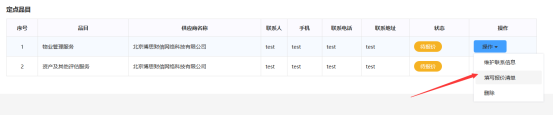 定点品目
序号 品目 供应商名称 联系人 手机 联系电话 联系地址 状态 操作
1 物业管理服务 北京博思财信网络科技有限公司 test test test test 待报价 操作
2 资产及其他评估服务 北京博思财信网络科技有限公司 test test test test 待报价
维护联系信息
填写报价清单
删除